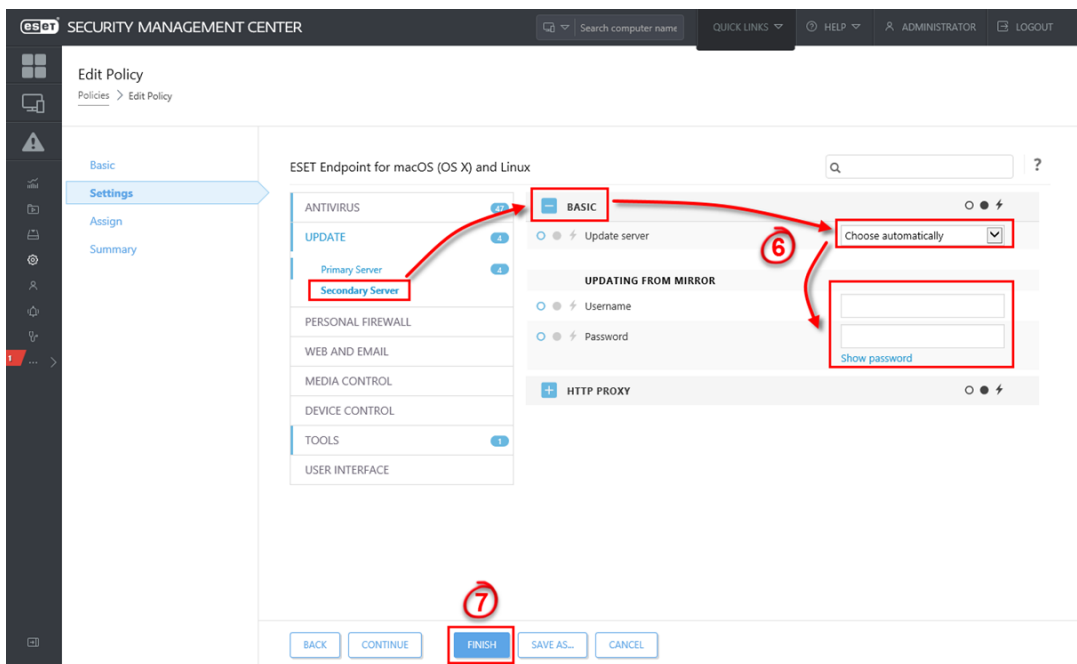 eseT SECURITY MANAGEMENT CENTER
Search computer name
QUICK LINKS
HELP
ADMINISTRATOR
LOGOUT
Edit Policy
Policies > Edit Policy
Basic
Settings
Assign
Summary
ESET Endpoint for macOS (OS X) and Linux
?
ANTIVIRUS 47
UPDATE 4
Primary Server 4
Secondary Server
PERSONAL FIREWALL
WEB AND EMAIL
MEDIA CONTROL
DEVICE CONTROL
TOOLS 1
USER INTERFACE
BASIC
Update server
Choose automatically
6
UPDATING FROM MIRROR
Username
Password
Show password
HTTP PROXY
1 ... >
7
BACK
CONTINUE
FINISH
SAVE AS...
CANCEL